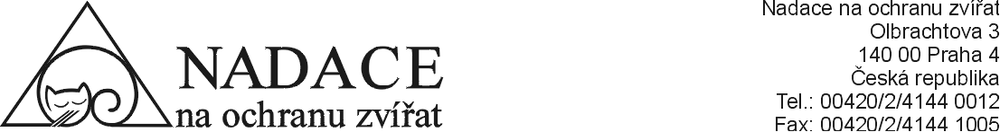 NADACE
na ochranu zvířat
Nadace na ochranu zvířat
Olbrachtova 3
140 00 Praha 4
Česká republika
Tel.: 00420/2/4144 0012
Fax: 00420/2/4144 1005